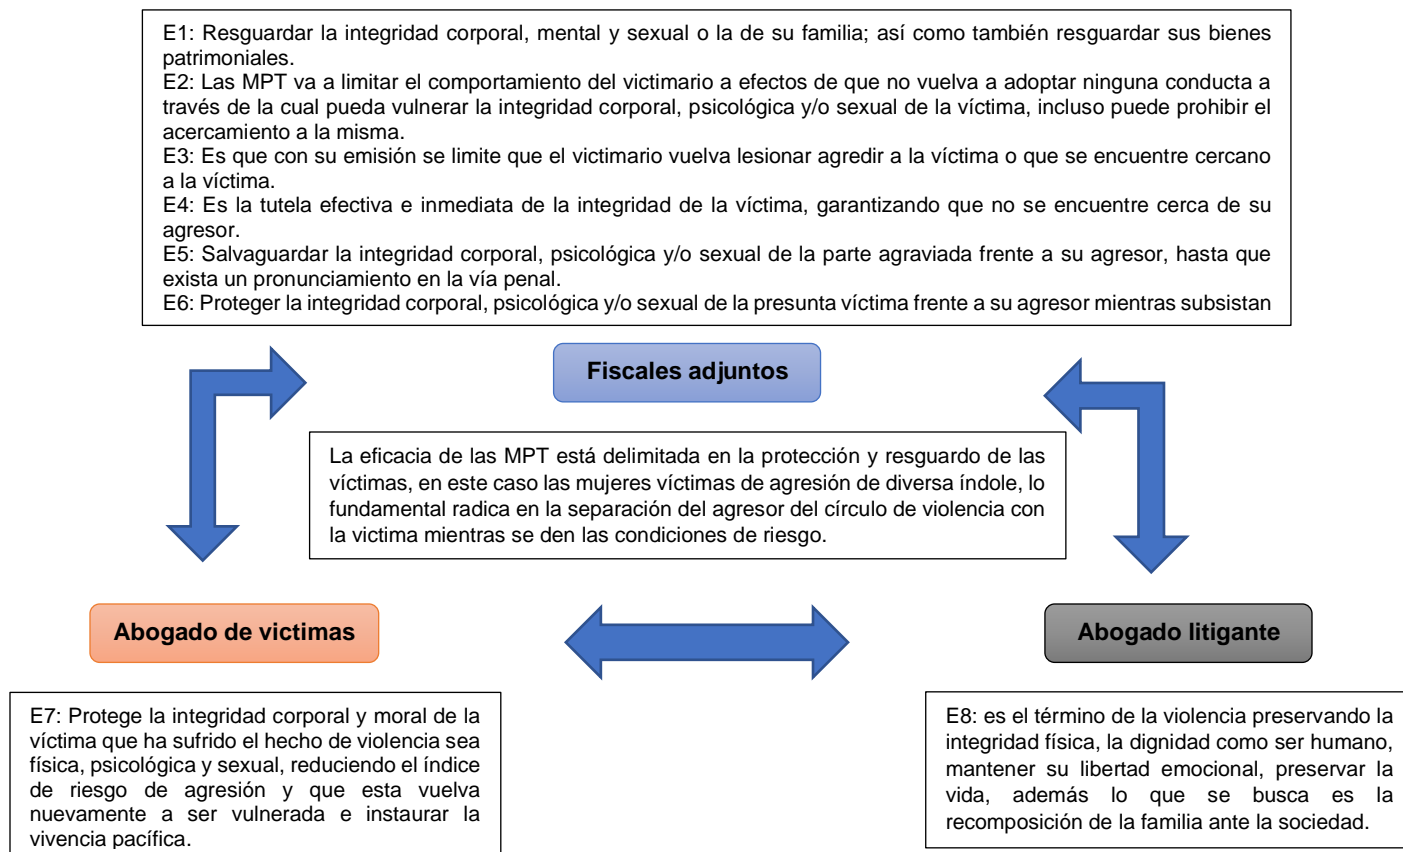 E1: Resguardar la integridad corporal, mental y sexual o la de su familia; así como también resguardar sus bienes
patrimoniales.
E2: Las MPT va a limitar el comportamiento del victimario a efectos de que no vuelva a adoptar ninguna conducta a
través de la cual pueda vulnerar la integridad corporal, psicológica y/o sexual de la víctima, incluso puede prohibir el
acercamiento a la misma.
E3: Es que con su emisión se limite que el victimario vuelva lesionar agredir a la víctima o que se encuentre cercano
a la víctima.
E4: Es la tutela efectiva e inmediata de la integridad de la víctima, garantizando que no se encuentre cerca de su
agresor.
E5: Salvaguardar la integridad corporal, psicológica y/o sexual de la parte agraviada frente a su agresor, hasta que
exista un pronunciamiento en la vía penal.
E6: Proteger la integridad corporal, psicológica y/o sexual de la presunta víctima frente a su agresor mientras subsistan
Fiscales adjuntos
La eficacia de las MPT está delimitada en la protección y resguardo de las
víctimas, en este caso las mujeres víctimas de agresión de diversa índole, lo
fundamental radica en la separación del agresor del círculo de violencia con
la victima mientras se den las condiciones de riesgo.
Abogado de victimas
Abogado litigante
E7: Protege la integridad corporal y moral de la
víctima que ha sufrido el hecho de violencia sea
física, psicológica y sexual, reduciendo el índice
de riesgo de agresión y que esta vuelva
nuevamente a ser vulnerada e instaurar la
vivencia pacífica.
E8: es el término de la violencia preservando la
integridad física, la dignidad como ser humano,
mantener su libertad emocional, preservar la
vida, además lo que se busca es la
recomposición de la familia ante la sociedad.